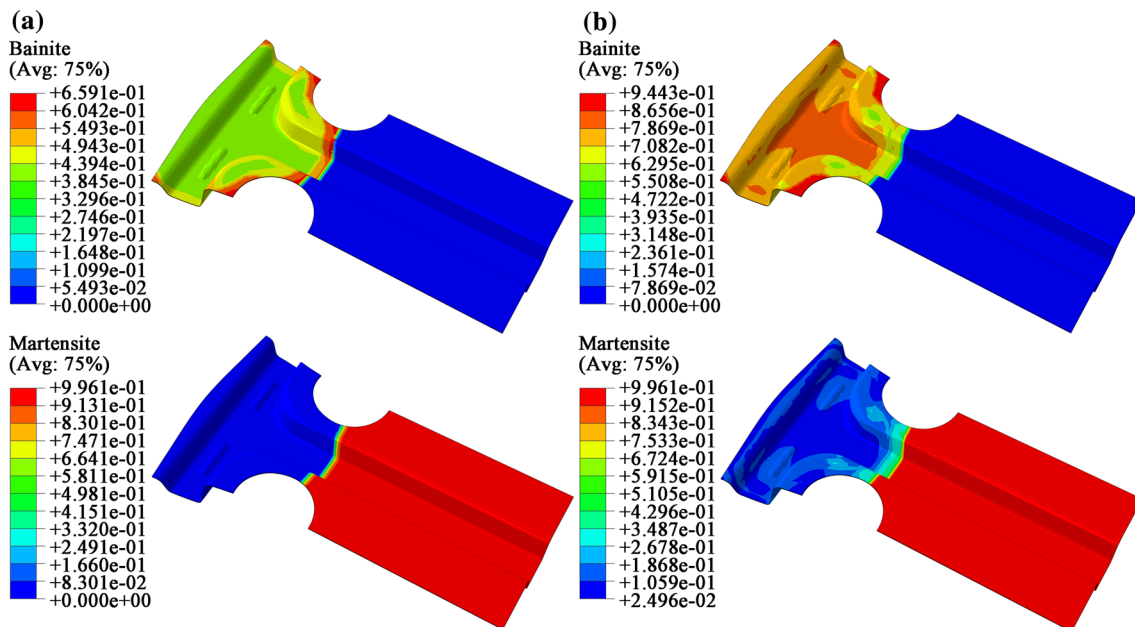 (a)
Bainite
(Avg: 75%)
+6.591e-01
+6.042e-01
+5.493e-01
+4.943e-01
+4.394e-01
+3.845e-01
+3.296e-01
+2.746e-01
+2.197e-01
+1.648e-01
+1.099e-01
+5.493e-02
+0.000e+00
Martensite
(Avg: 75%)
+9.961e-01
+9.131e-01
+8.301e-01
+7.471e-01
+6.641e-01
+5.811e-01
+4.981e-01
+4.151e-01
+3.320e-01
+2.491e-01
+1.660e-01
+8.301e-02
+0.000e+00
(b)
Bainite
(Avg: 75%)
+9.443e-01
+8.656e-01
+7.869e-01
+7.082e-01
+6.295e-01
+5.508e-01
+4.722e-01
+3.935e-01
+3.148e-01
+2.361e-01
+1.574e-01
+7.869e-02
+0.000e+00
Martensite
(Avg: 75%)
+9.961e-01
+9.152e-01
+8.343e-01
+7.533e-01
+6.724e-01
+5.915e-01
+5.105e-01
+4.296e-01
+3.487e-01
+2.678e-01
+1.868e-01
+1.059e-01
+2.496e-02